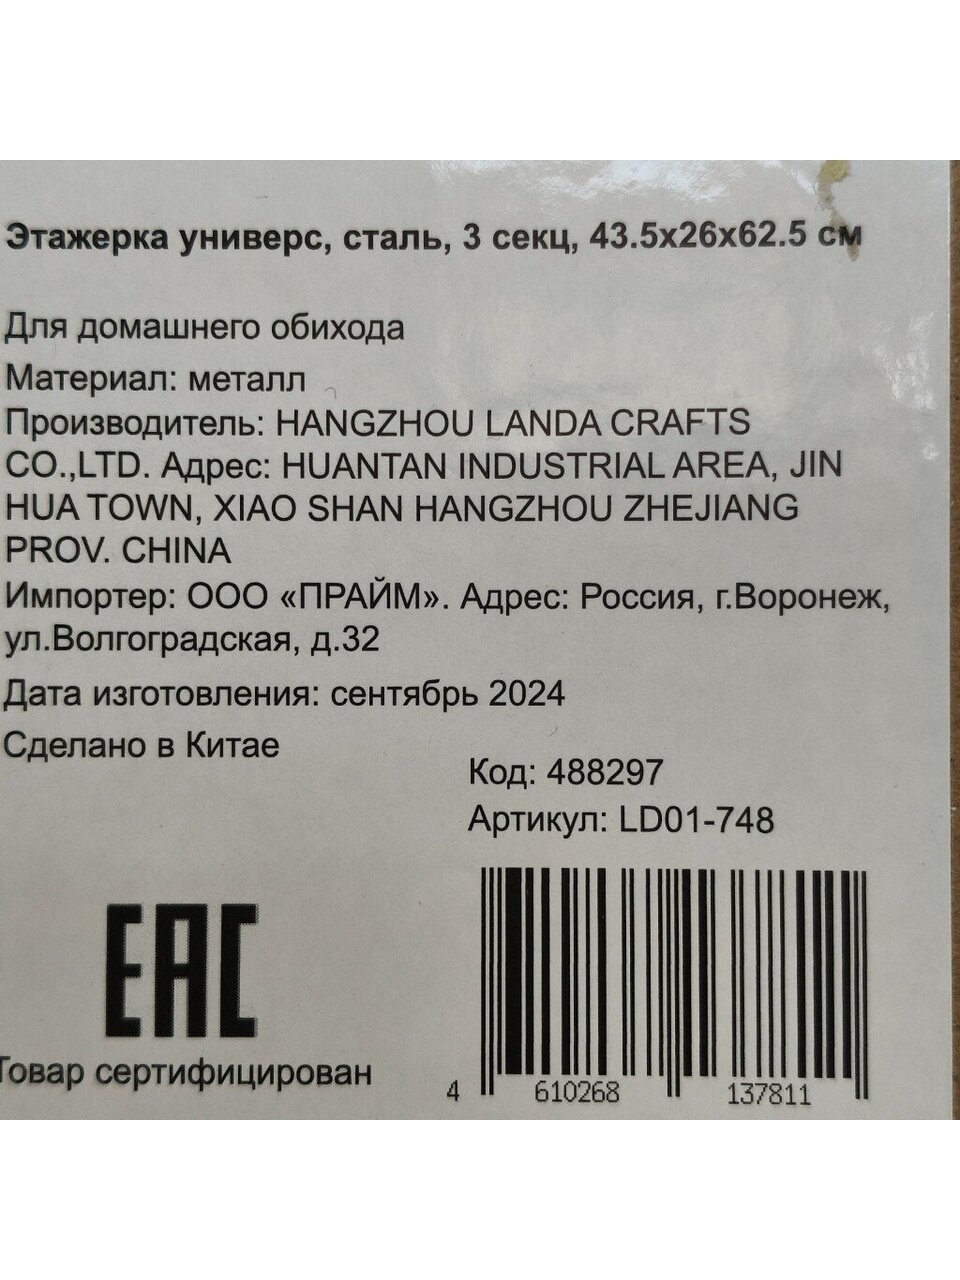 Этажерка универс, сталь, 3 секц, 43.5x26x62.5 см
Для домашнего обихода
Материал: металл
Производитель: HANGZHOU LANDA CRAFTS
CO.,LTD. Адрес: HUANTAN INDUSTRIAL AREA, JIN
HUA TOWN, XIAO SHAN HANGZHOU ZHEJIANG
PROV. CHINA
Импортер: ООО «ПРАЙМ». Адрес: Россия, г.Воронеж,
ул.Волгоградская, д.32
Дата изготовления: сентябрь 2024
Сделано в Китае
Код: 488297
Артикул: LD01-748
EAC
Товар сертифицирован
4 610268 137811